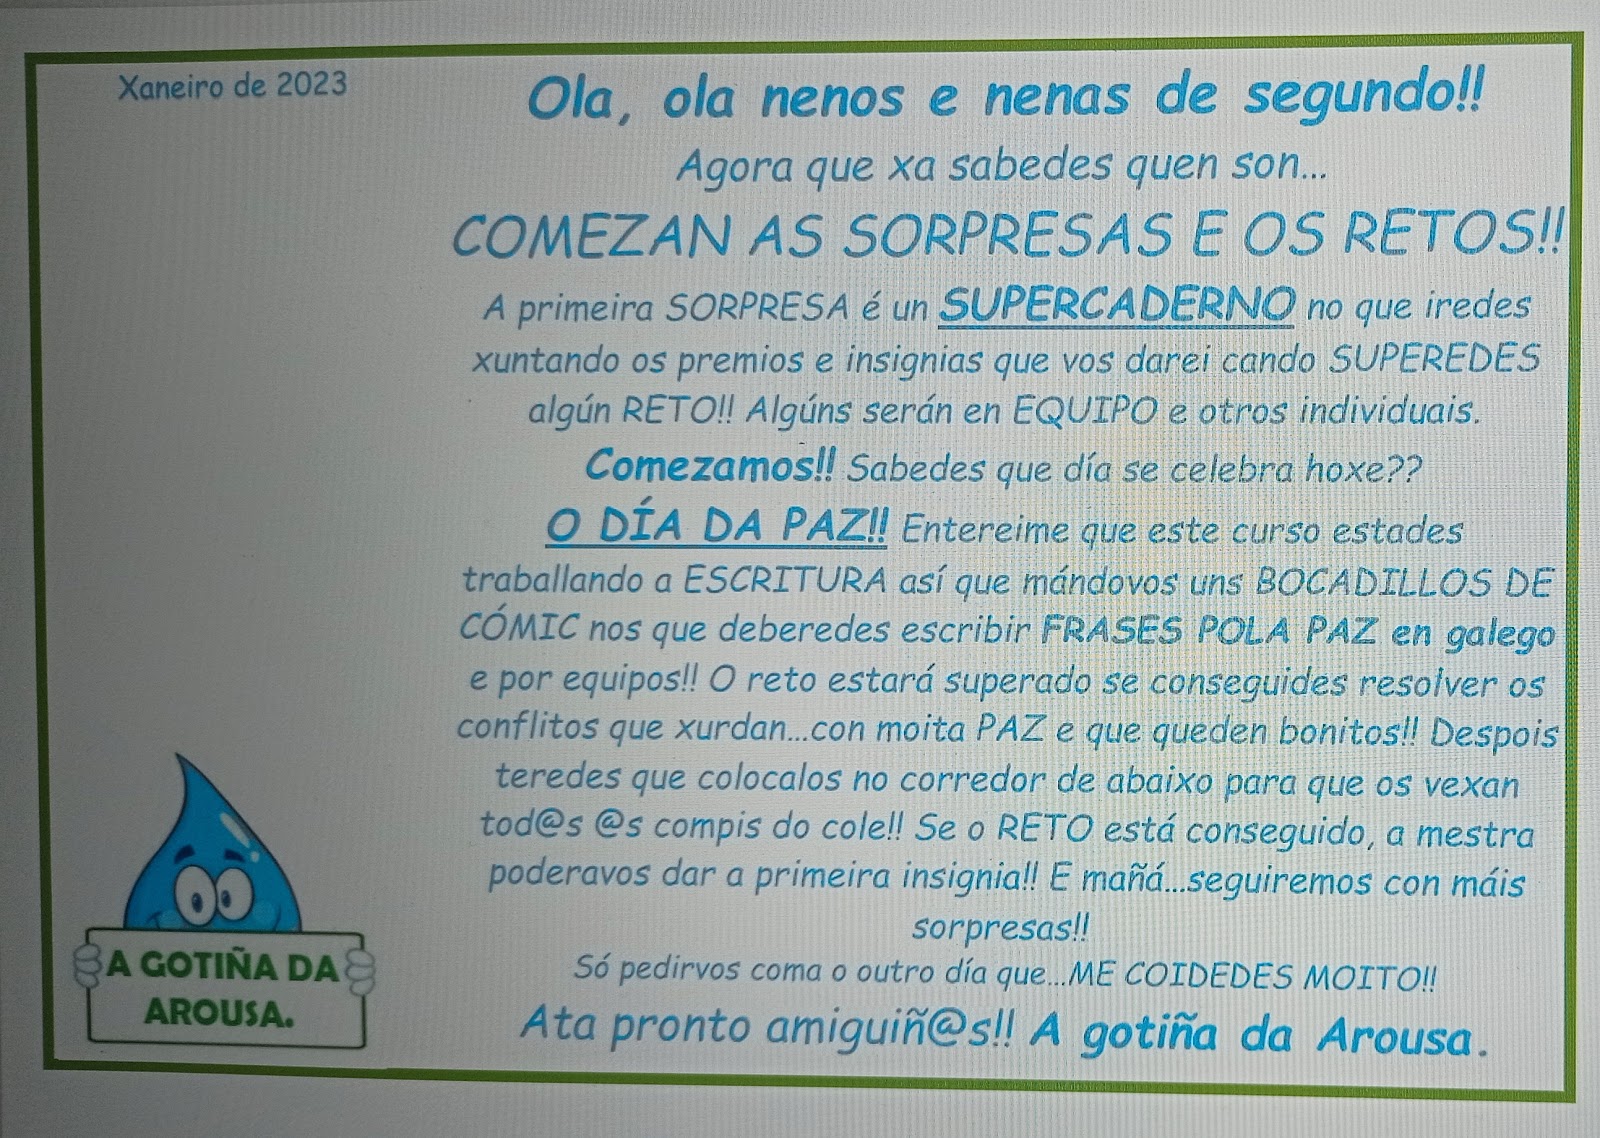 Xaneiro de 2023
Ola, ola nenos e nenas de segundo!!
Agora que xa sabedes quen son...
COMEZAN AS SORPRESAS E OS RETOS!!
A primeira SORPRESA é un SUPERCADERNO no que iredes
xuntando os premios e insignias que vos darei cando SUPEREDES
algún RETO!! Algúns serán en EQUIPO e otros individuais.
Comezamos!! Sabedes que día se celebra hoxe??
O DÍA DA PAZ!! Entereime que este curso estades
traballando a ESCRITURA así que mándovos uns BOCADILLOS DE
CÓMIC nos que deberedes escribir FRASES POLA PAZ en galego
e por equipos!! O reto estará superado se conseguides resolver os
conflitos que xurdan...con moita PAZ e que queden bonitos!! Despois
teredes que colocalos no corredor de abaixo para que os vexan
tod@s @s compis do cole!! Se o RETO está conseguido, a mestra
poderavos dar a primeira insignia!! E mañá...seguiremos con máis
sorpresas!!
Só pedirvos coma o outro día que...ME COIDEDES MOITO!!
Ata pronto amiguiñ@s!! A gotiña da Arousa.
A GOTIÑA DA
AROUSA.